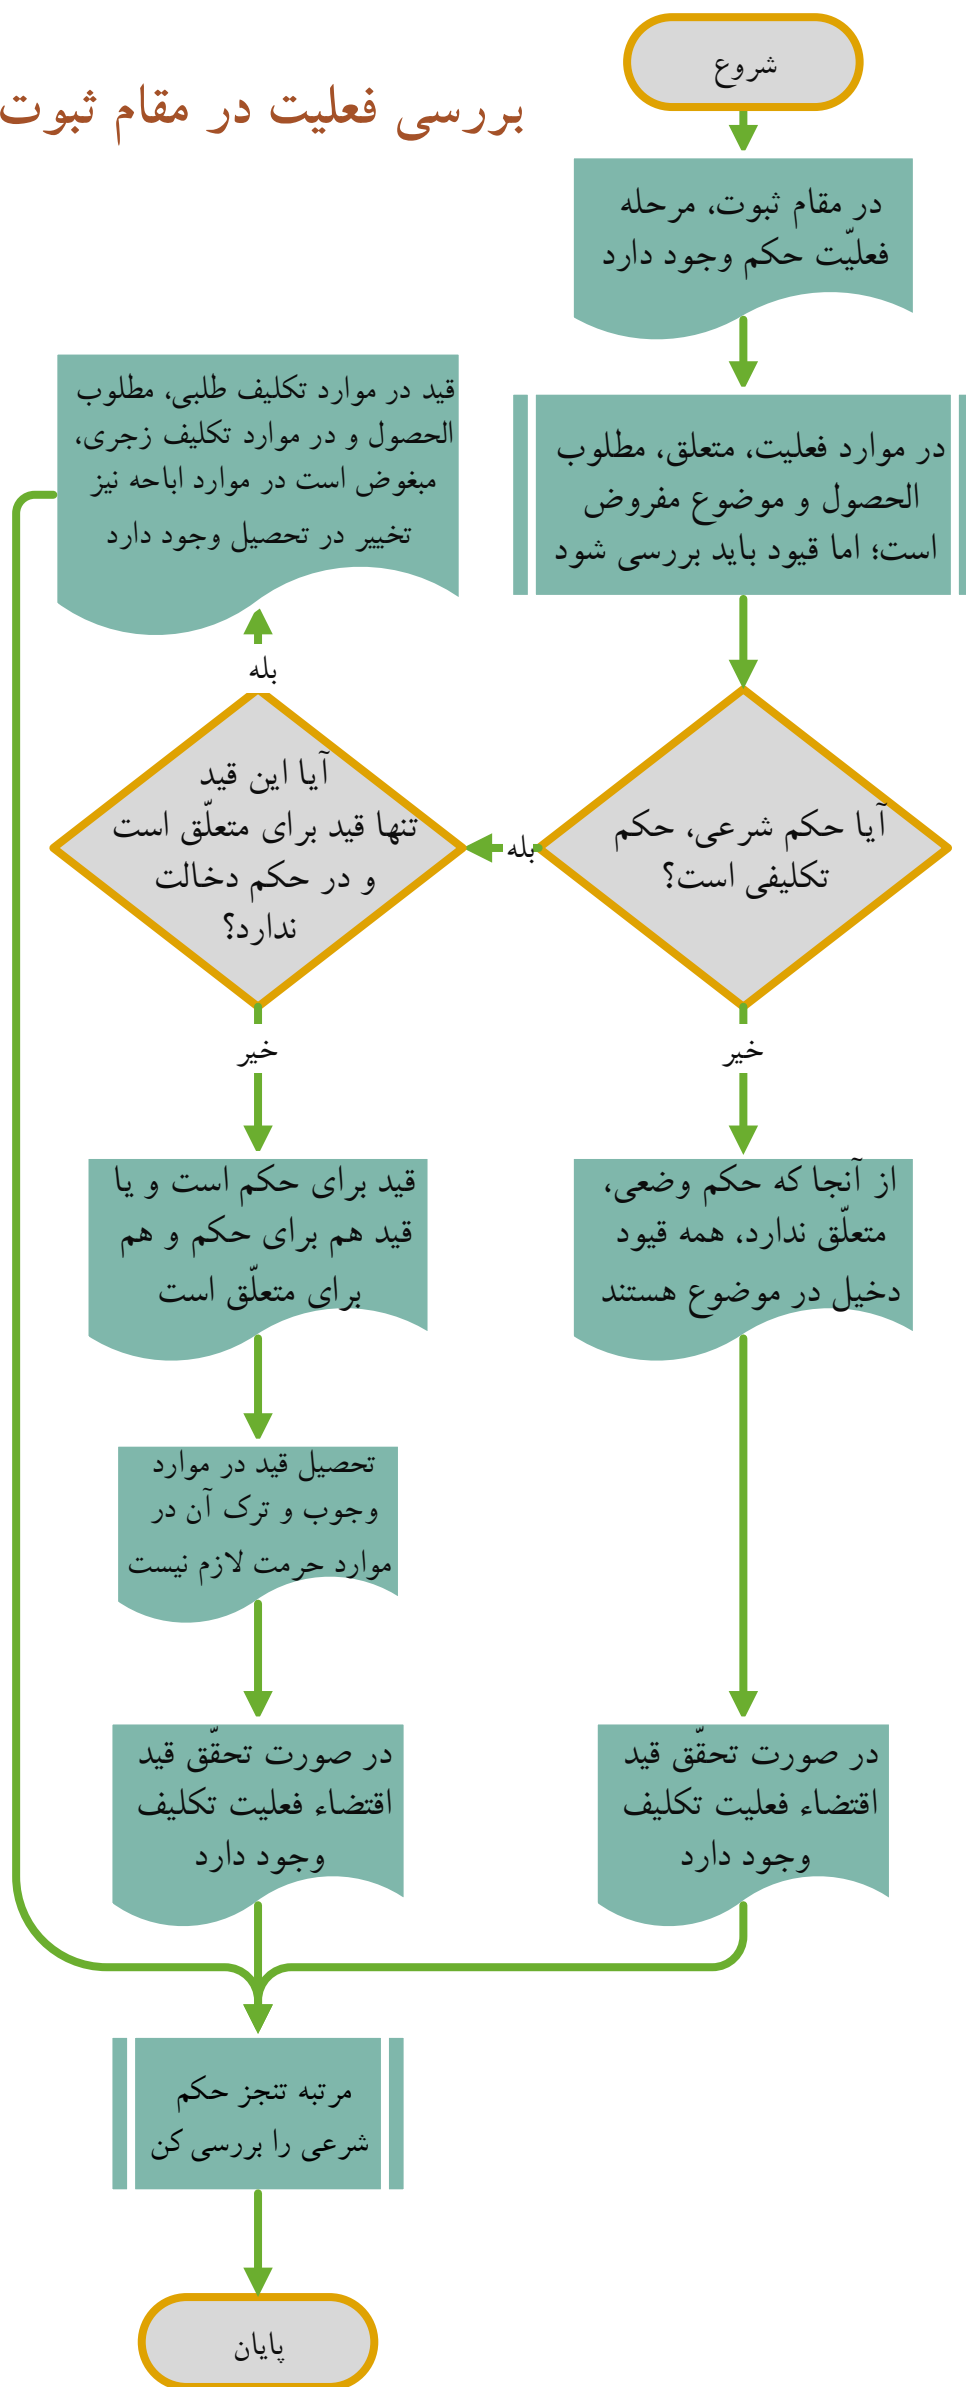 بررسی فعلیت در مقام ثبوت
شروع
در مقام ثبوت، مرحله
فعلیّت حکم وجود دارد
در موارد فعلیت، متعلق، مطلوب
الحصول و موضوع مفروض
است؛ اما قیود باید بررسی شود
آیا حکم شرعی، حکم
تکلیفی است؟
بله
آیا این قید
تنها قید برای متعلّق است
و در حکم دخالت
ندارد؟
بله
قید در موارد تکلیف طلبی، مطلوب
الحصول و در موارد تکلیف زجری،
مبغوض است در موارد اباحه نیز
تخییر در تحصیل وجود دارد
خیر
از آنجا که حکم وضعی،
متعلّق ندارد، همه قیود
دخیل در موضوع هستند
در صورت تحقّق قید
اقتضاء فعلیت تکلیف
وجود دارد
خیر
قید برای حکم است و یا
قید هم برای حکم و هم
برای متعلّق است
تحصیل قید در موارد
وجوب و ترک آن در
موارد حرمت لازم نیست
در صورت تحقّق قید
اقتضاء فعلیت تکلیف
وجود دارد
مرتبه تنجز حکم
شرعی را بررسی کن
پایان